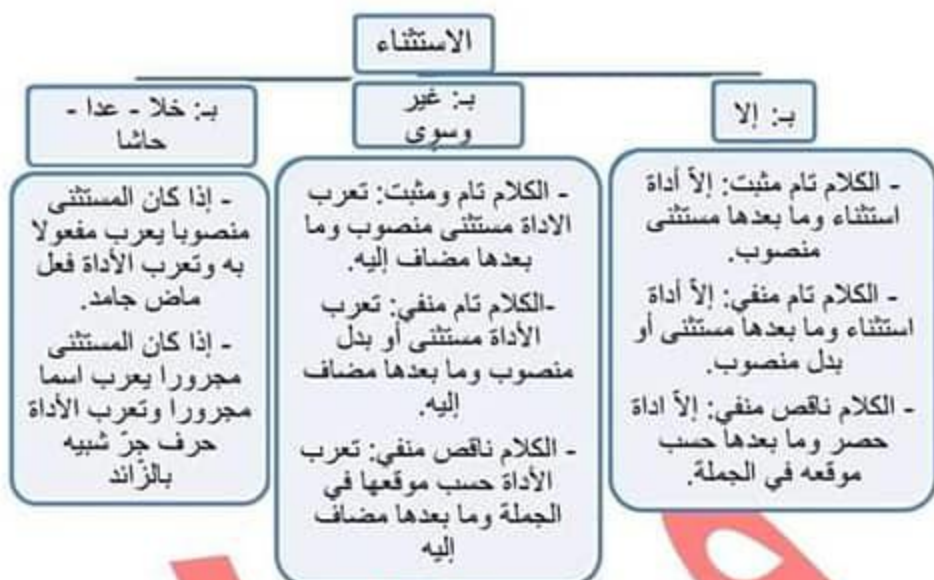 الاستثناء
بـ: إلا
- الكلام تام مثبت: إلاّ أداة
استثناء وما بعدها مستثنى
منصوب.
- الكلام تام منفي: إلاّ أداة
استثناء وما بعدها مستثنى أو
بدل منصوب.
- الكلام ناقص منفي: إلاّ اداة
حصر وما بعدها حسب
موقعه في الجملة.
بـ: غير
وسوى
- الكلام تام ومثبت: تعرب
الاداة مستثنى منصوب وما
بعدها مضاف إليه.
-الكلام تام منفي: تعرب
الأداة مستثنى أو بدل
منصوب وما بعدها مضاف
إليه.
- الكلام ناقص منفي: تعرب
الأداة حسب موقعها في
الجملة وما بعدها مضاف
إليه
بـ: خلا - عدا -
حاشا
- إذا كان المستثنى
منصوبا يعرب مفعولا
به وتعرب الأداة فعل
ماض جامد.
- إذا كان المستثنى
مجرورا يعرب اسما
مجرورا وتعرب الأداة
حرف جرّ شبيه
بالزّائد